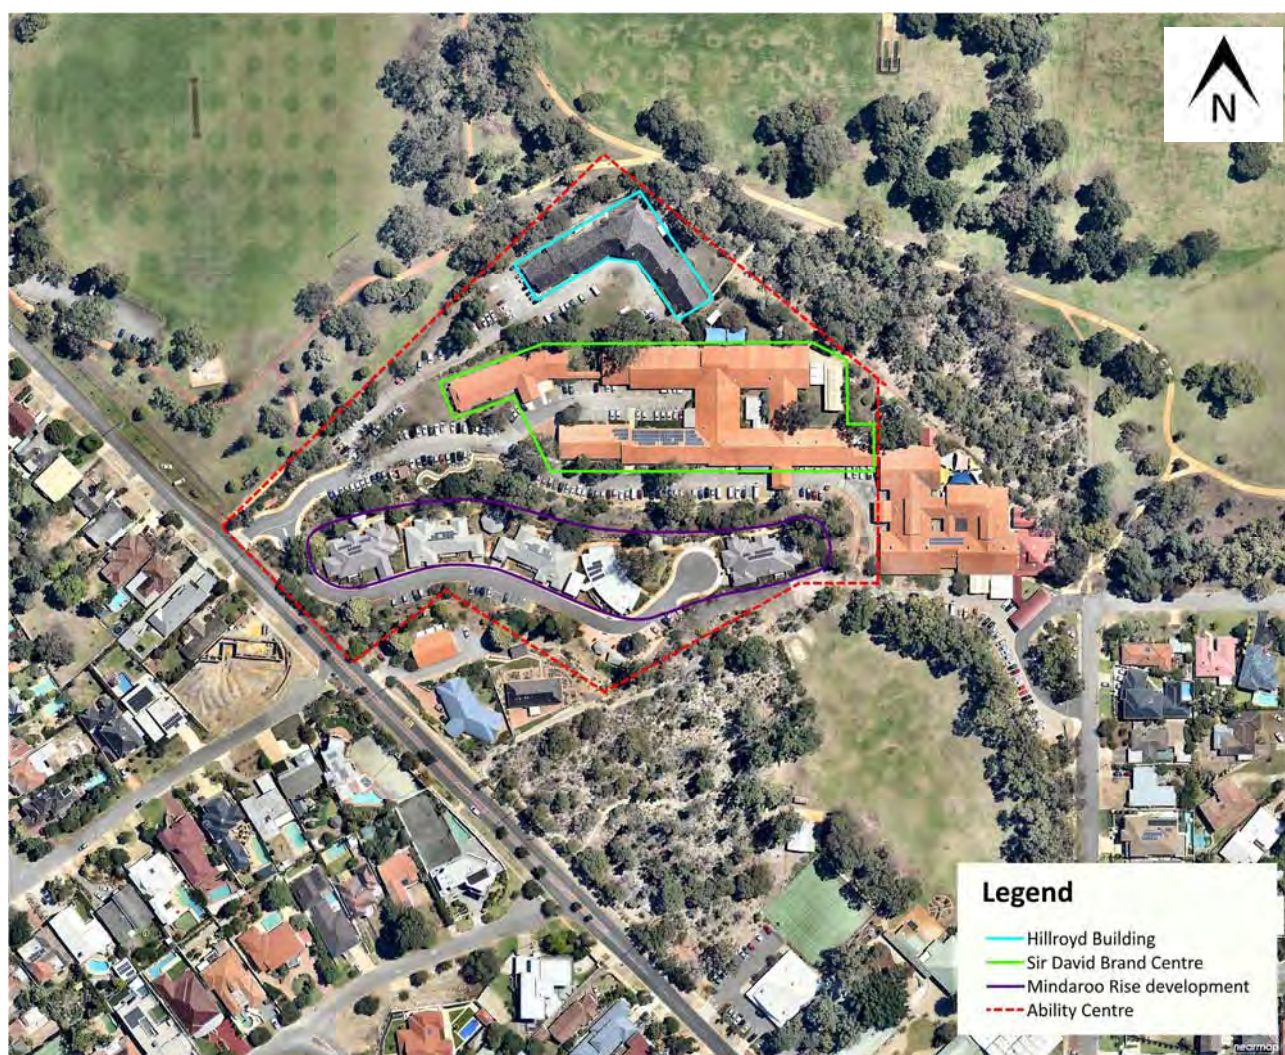 N
Legend
Hillroyd Building
Sir David Brand Centre
Mindaroo Rise development
Ability Centre
nearmap